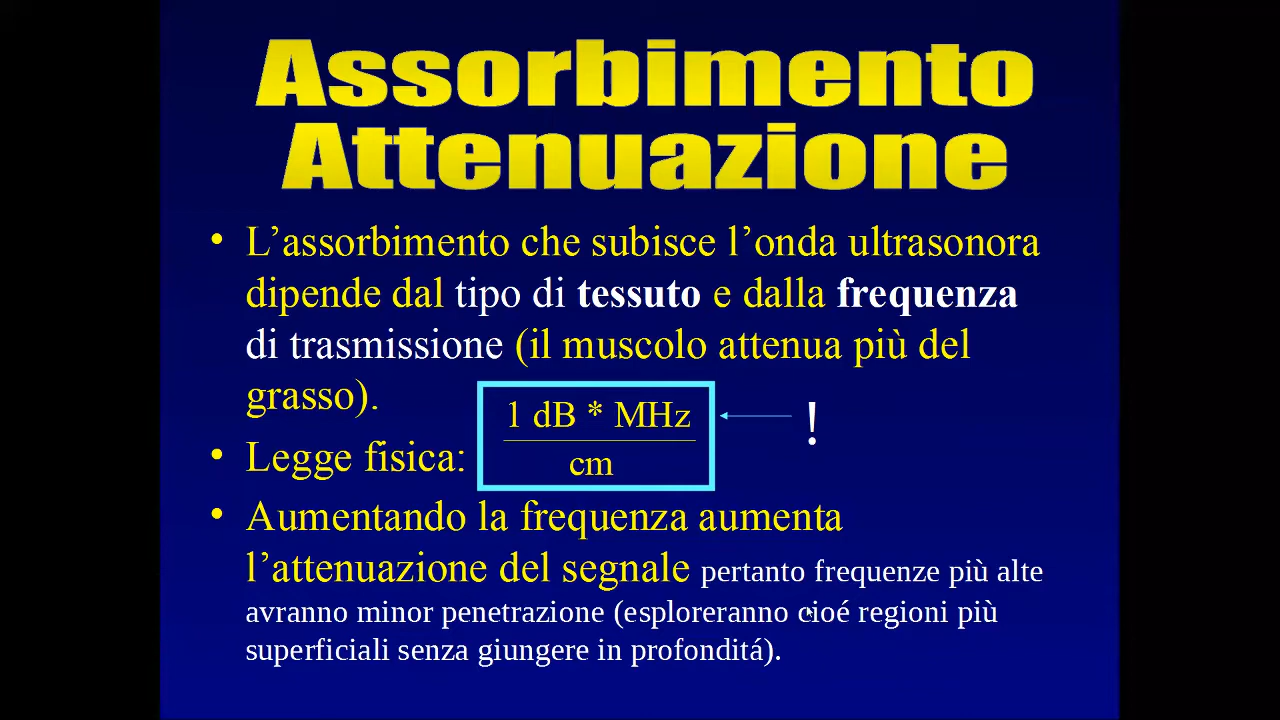 Assorbimento
Attenuazione
• L’assorbimento che subisce l’onda ultrasonora
dipende dal tipo di tessuto e dalla frequenza
di trasmissione (il muscolo attenua più del
grasso).
• Legge fisica:
1 dB * MHz
cm
!
• Aumentando la frequenza aumenta
l’attenuazione del segnale pertanto frequenze più alte
avranno minor penetrazione (esploreranno cioé regioni più
superficiali senza giungere in profonditá).